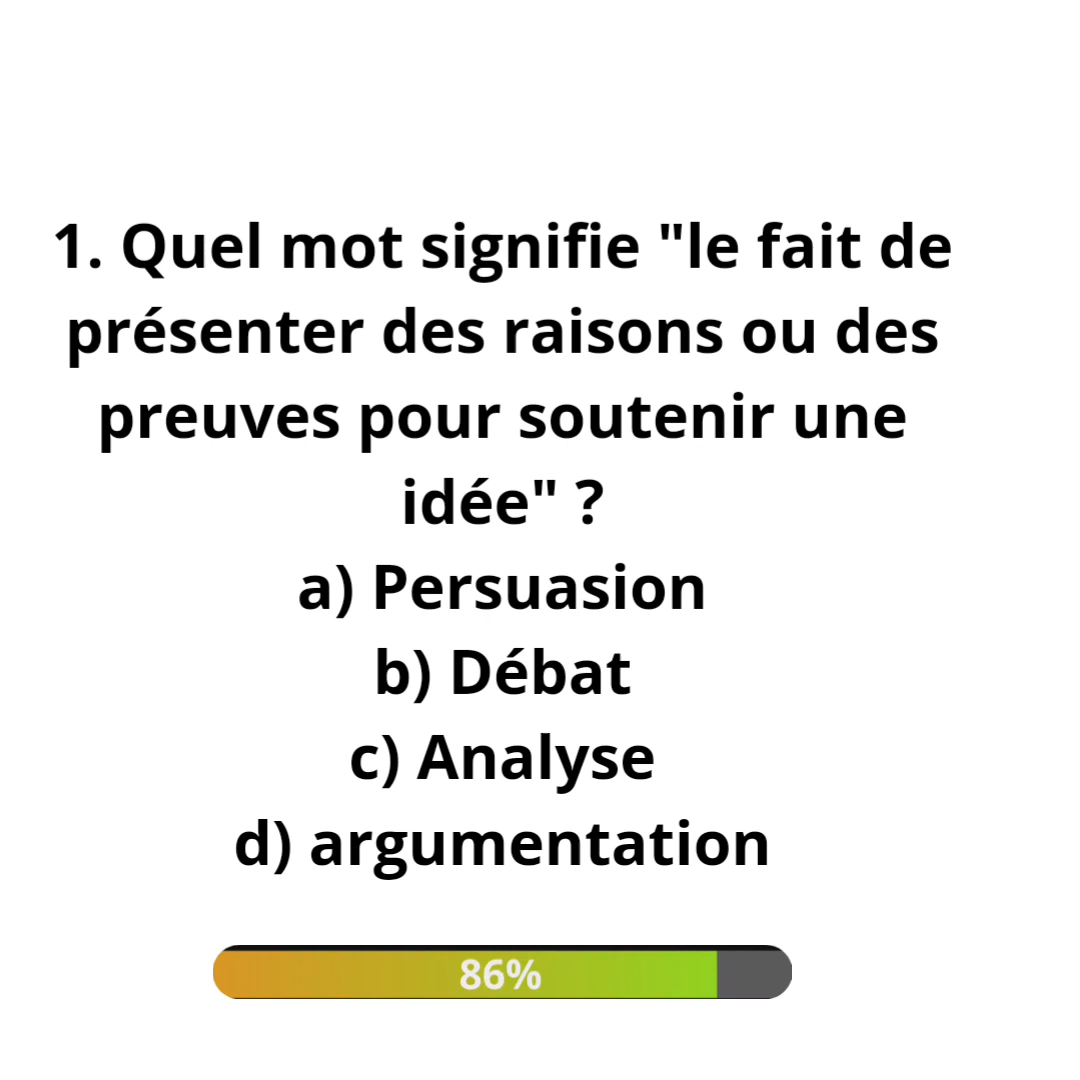 1. Quel mot signifie "le fait de
présenter des raisons ou des
preuves pour soutenir une
idée" ?
a) Persuasion
b) Débat
c) Analyse
d) argumentation
86%